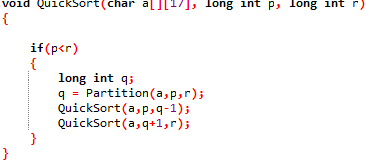 void QuickSort(char a[][17], long int p, long int r)
{
if(p<r)
{
long int q;
q = Partition(a,p,r);
QuickSort(a,p,q-1);
QuickSort(a,q+1,r);
}
}